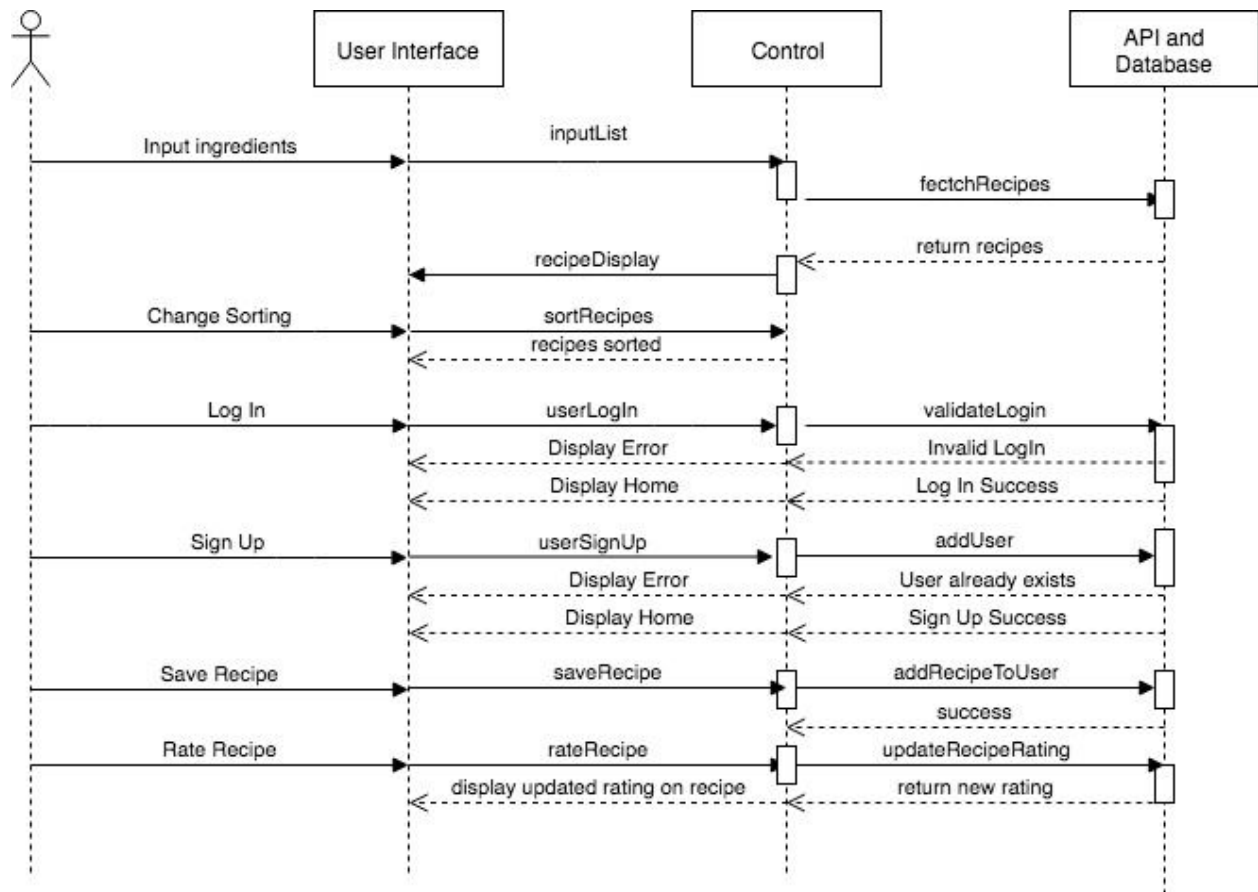 User Interface
Control
API and
Database
Input ingredients
inputList
fectchRecipes
return recipes
recipeDisplay
Change Sorting
sortRecipes
recipes sorted
Log In
userLogIn
validateLogin
Display Error
Invalid LogIn
Display Home
Log In Success
Sign Up
userSignUp
addUser
Display Error
User already exists
Display Home
Sign Up Success
Save Recipe
saveRecipe
addRecipeToUser
success
Rate Recipe
rateRecipe
updateRecipeRating
display updated rating on recipe
return new rating